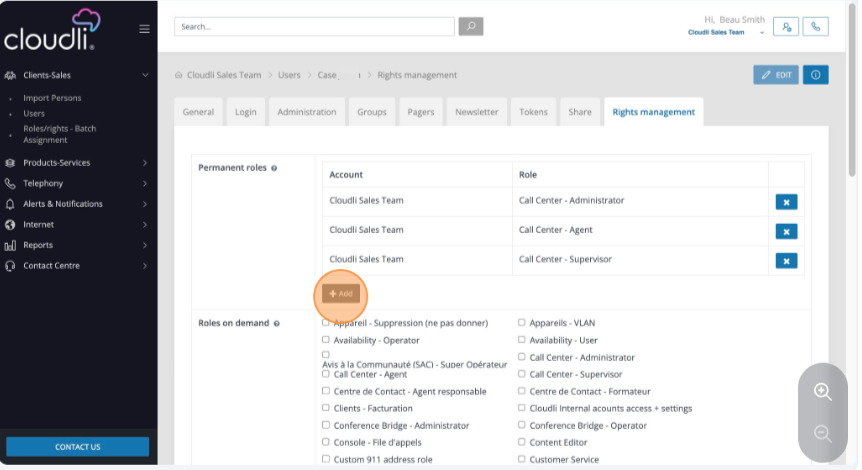 cloudli.
Search...
Hi, Beau Smith
Cloudli Sales Team
Clients-Sales
Import Persons
Users
Roles/rights - Batch
Assignment
Products-Services
Telephony
Alerts & Notifications
Internet
Reports
Contact Centre
CONTACT US
Cloudli Sales Team > Users > Case > Rights management
EDIT
General
Login
Administration
Groups
Pagers
Newsletter
Tokens
Share
Rights management
Permanent roles
Account Role
Cloudli Sales Team Call Center - Administrator
Cloudli Sales Team Call Center - Agent
Cloudli Sales Team Call Center - Supervisor
+ Add
Roles on demand
Appareil - Suppression (ne pas donner) Appareils - VLAN
Availability - Operator Availability - User
Avis à la Communauté (SAC) - Super Opérateur Call Center - Administrator
Call Center - Agent Call Center - Supervisor
Centre de Contact - Agent responsable Centre de Contact - Formateur
Clients - Facturation Cloudli Internal acounts access + settings
Conference Bridge - Administrator Conference Bridge - Operator
Console - File d'appels Content Editor
Custom 911 address role Customer Service